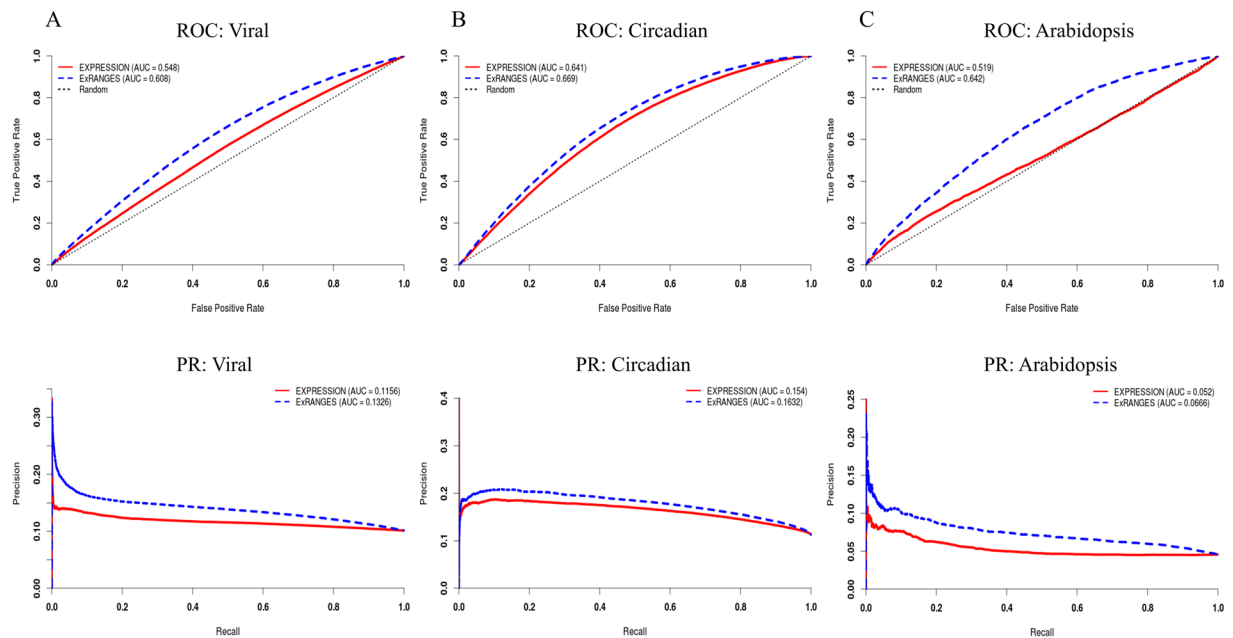 A
ROC: Viral
EXPRESSION (AUC = 0.548)
ExRANGES (AUC = 0.608)
Random
True Positive Rate
0.0 0.2 0.4 0.6 0.8 1.0
0.0 0.2 0.4 0.6 0.8 1.0
False Positive Rate
B
ROC: Circadian
EXPRESSION (AUC = 0.641)
ExRANGES (AUC = 0.669)
Random
True Positive Rate
0.0 0.2 0.4 0.6 0.8 1.0
0.0 0.2 0.4 0.6 0.8 1.0
False Positive Rate
C
ROC: Arabidopsis
EXPRESSION (AUC = 0.519)
ExRANGES (AUC = 0.642)
Random
True Positive Rate
0.0 0.2 0.4 0.6 0.8 1.0
0.0 0.2 0.4 0.6 0.8 1.0
False Positive Rate
PR: Viral
EXPRESSION (AUC = 0.1156)
ExRANGES (AUC = 0.1326)
Precision
0.00 0.10 0.20 0.30
0.0 0.2 0.4 0.6 0.8 1.0
Recall
PR: Circadian
EXPRESSION (AUC = 0.154)
ExRANGES (AUC = 0.1632)
Precision
0.0 0.1 0.2 0.3 0.4
0.0 0.2 0.4 0.6 0.8 1.0
Recall
PR: Arabidopsis
EXPRESSION (AUC = 0.052)
ExRANGES (AUC = 0.0666)
Precision
0.00 0.05 0.10 0.15 0.20 0.25
0.0 0.2 0.4 0.6 0.8 1.0
Recall